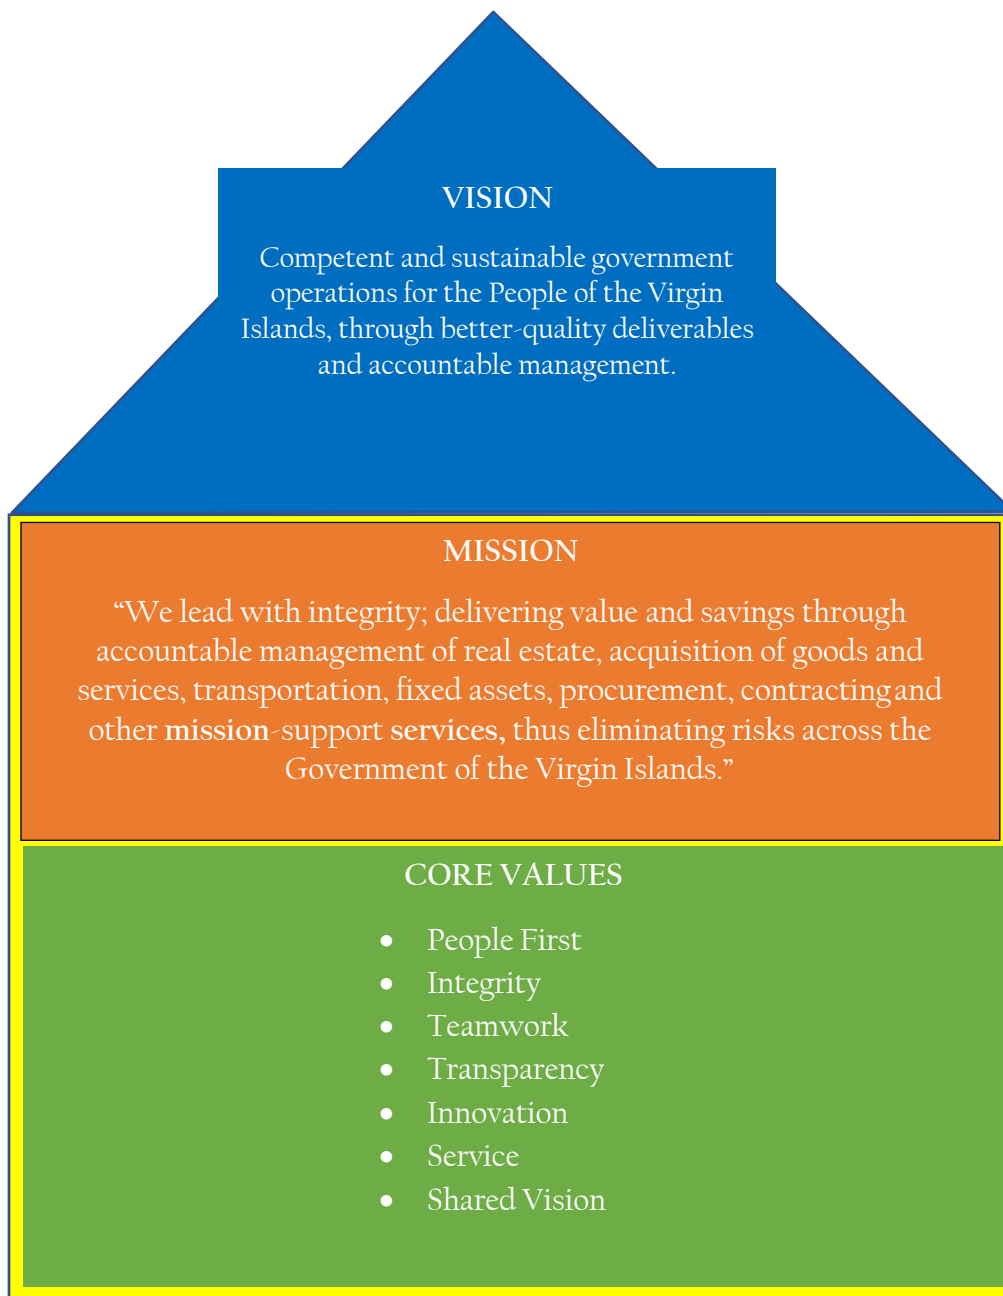 VISION
Competent and sustainable government
operations for the People of the Virgin
Islands, through better-quality deliverables
and accountable management.
MISSION
“We lead with integrity; delivering value and savings through
accountable management of real estate, acquisition of goods and
services, transportation, fixed assets, procurement, contracting and
other mission-support services, thus eliminating risks across the
Government of the Virgin Islands.”
CORE VALUES
• People First
• Integrity
• Teamwork
• Transparency
• Innovation
• Service
• Shared Vision